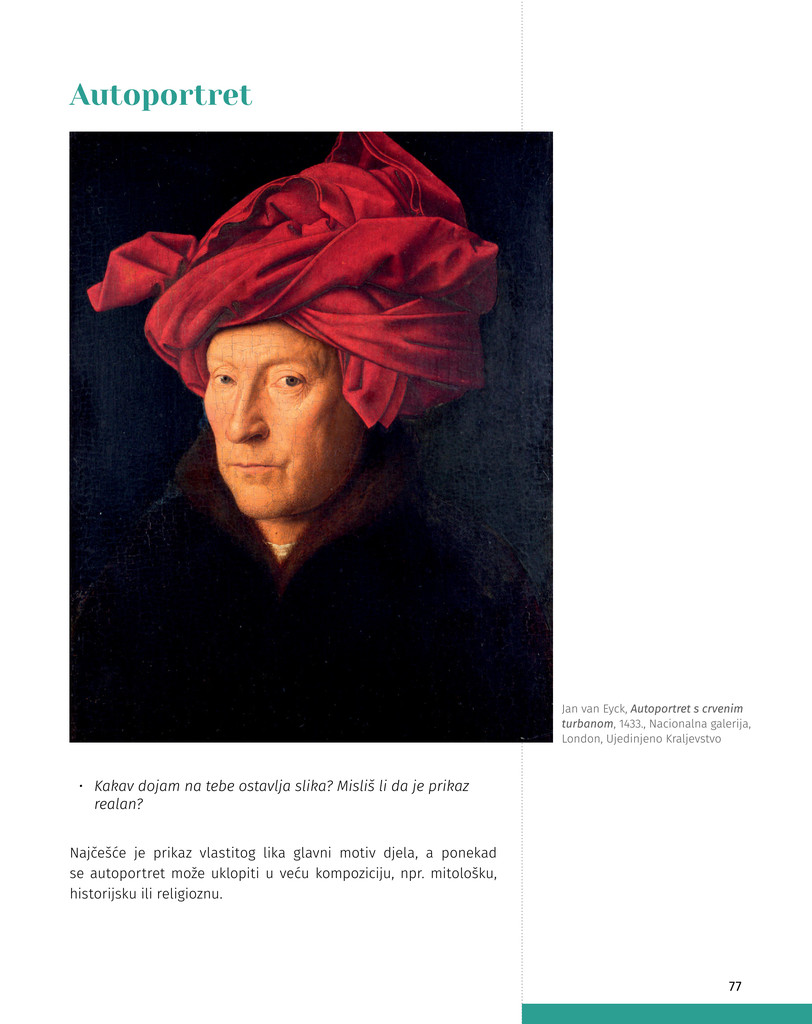 Autoportret
Jan van Eyck, Autoportret s crvenim
turbanom, 1433., Nacionalna galerija,
London, Ujedinjeno Kraljevstvo
• Kakav dojam na tebe ostavlja slika? Misliš li da je prikaz
realan?
Najčešće je prikaz vlastitog lika glavni motiv djela, a ponekad
se autoportret može uklopiti u veću kompoziciju, npr. mitološku,
historijsku ili religioznu.
77